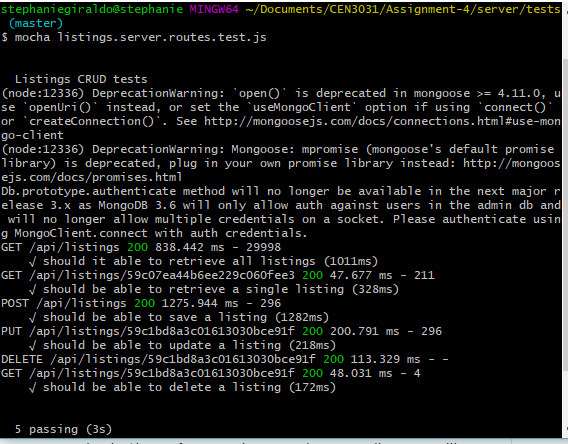 stephaniegiraldo@stephanie MINGW64 ~/Documents/CEN3031/Assignment-4/server/tests
(master)
$ mocha listings.server.routes.test.js
Listings CRUD tests
(node:12336) DeprecationWarning: `open()` is deprecated in mongoose >= 4.11.0, u
se `openUri()` instead, or set the `useMongoClient` option if using `connect()`
or `createConnection()`. See http://mongoosejs.com/docs/connections.html#use-mon
go-client
(node:12336) DeprecationWarning: Mongoose: mpromise (mongoose's default promise
library) is deprecated, plug in your own promise library instead: http://mongoos
ejs.com/docs/promises.html
Db.prototype.authenticate method will no longer be available in the next major r
elease 3.x as MongoDB 3.6 will only allow auth against users in the admin db and
will no longer allow multiple credentials on a socket. Please authenticate usin
g MongoClient.connect with auth credentials.
GET /api/listings 200 838.442 ms - 29998
√ should it able to retrieve all listings (1011ms)
GET /api/listings/59c07ea44b6ee229c060fee3 200 47.677 ms - 211
√ should be able to retrieve a single listing (328ms)
POST /api/listings 200 1275.944 ms - 296
√ should be able to save a listing (1282ms)
PUT /api/listings/59c1bd8a3c01613030bce91f 200 200.791 ms - 296
√ should be able to update a listing (218ms)
DELETE /api/listings/59c1bd8a3c01613030bce91f 200 113.329 ms - -
GET /api/listings/59c1bd8a3c01613030bce91f 200 48.031 ms - 4
√ should be able to delete a listing (172ms)
5 passing (3s)